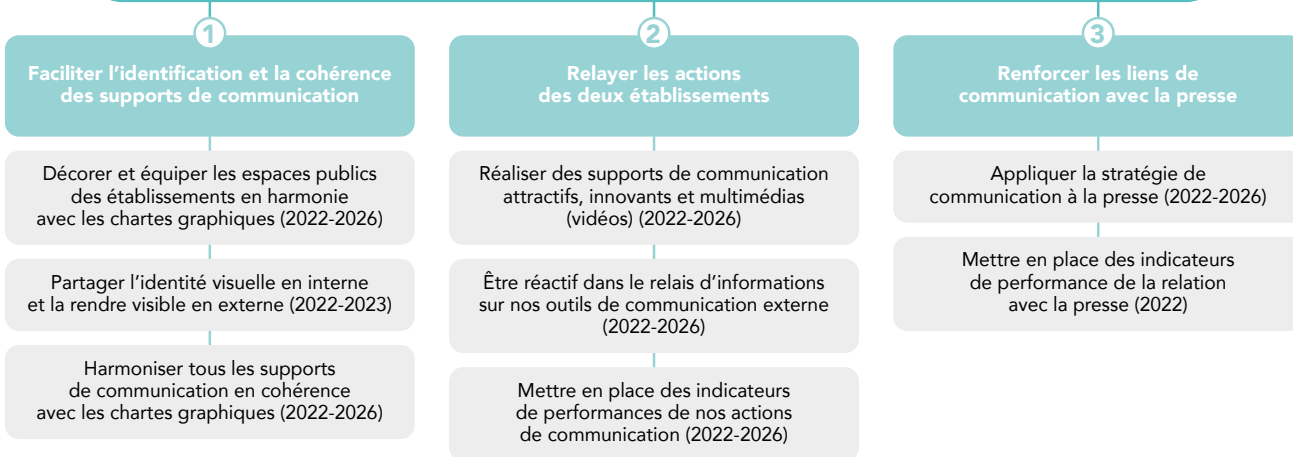 1
Faciliter l’identification et la cohérence
des supports de communication
Décorer et équiper les espaces publics
des établissements en harmonie
avec les chartes graphiques (2022-2026)
Partager l’identité visuelle en interne
et la rendre visible en externe (2022-2023)
Harmoniser tous les supports
de communication en cohérence
avec les chartes graphiques (2022-2026)
2
Relayer les actions
des deux établissements
Réaliser des supports de communication
attractifs, innovants et multimédias
(vidéos) (2022-2026)
Être réactif dans le relais d’informations
sur nos outils de communication externe
(2022-2026)
Mettre en place des indicateurs
de performances de nos actions
de communication (2022-2026)
3
Renforcer les liens de
communication avec la presse
Appliquer la stratégie de
communication à la presse (2022-2026)
Mettre en place des indicateurs
de performance de la relation
avec la presse (2022)